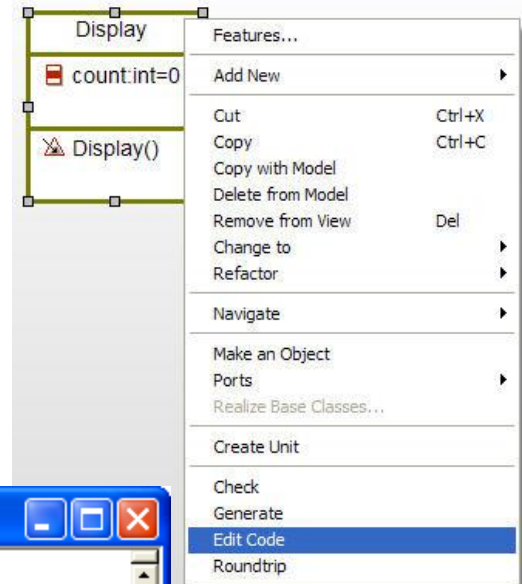 Display
count:int=0
Display()
Features...
Add New
Cut Ctrl+X
Copy Ctrl+C
Copy with Model
Delete from Model
Remove from View Del
Change to
Refactor
Navigate
Make an Object
Ports
Realize Base Classes...
Create Unit
Check
Generate
Edit Code
Roundtrip